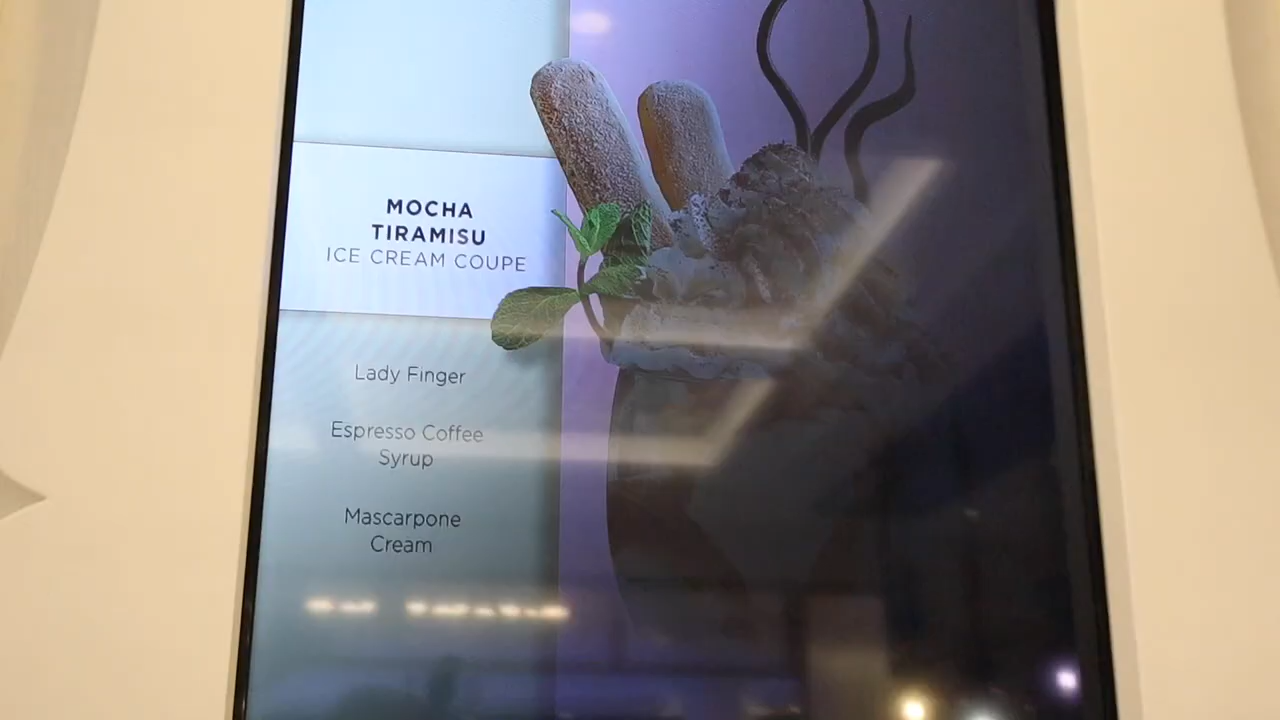 MOCHA
TIRAMISU
ICE CREAM COUPE
Lady Finger
Espresso Coffee
Syrup
Mascarpone
Cream